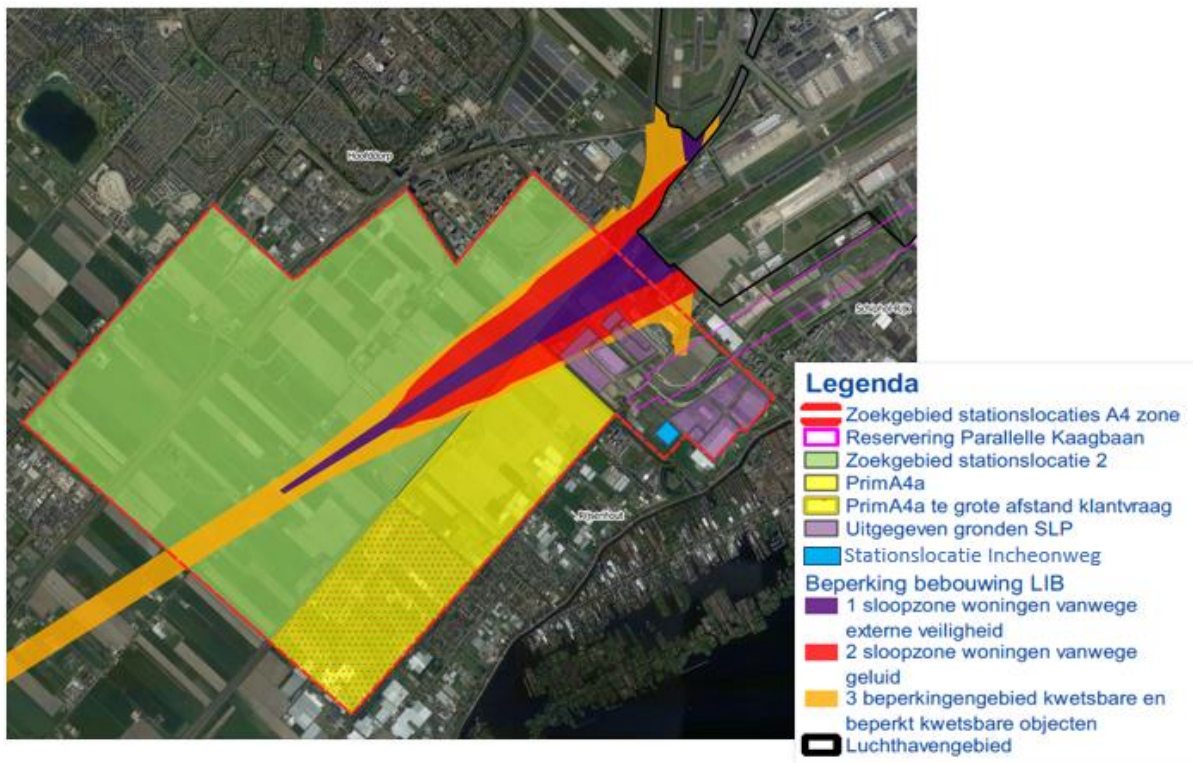 Hoofddorp
Schiphol-Rijk
Rijsenhout
Legenda
Zoekgebied stationslocaties A4 zone
Reservering Parallelle Kaagbaan
Zoekgebied stationslocatie 2
PrimA4a
PrimA4a te grote afstand klantvraag
Uitgegeven gronden SLP
Stationslocatie Incheonweg
Beperking bebouwing LIB
1 sloopzone woningen vanwege
externe veiligheid
2 sloopzone woningen vanwege
geluid
3 beperkingengebied kwetsbare en
beperkt kwetsbare objecten
Luchthavengebied